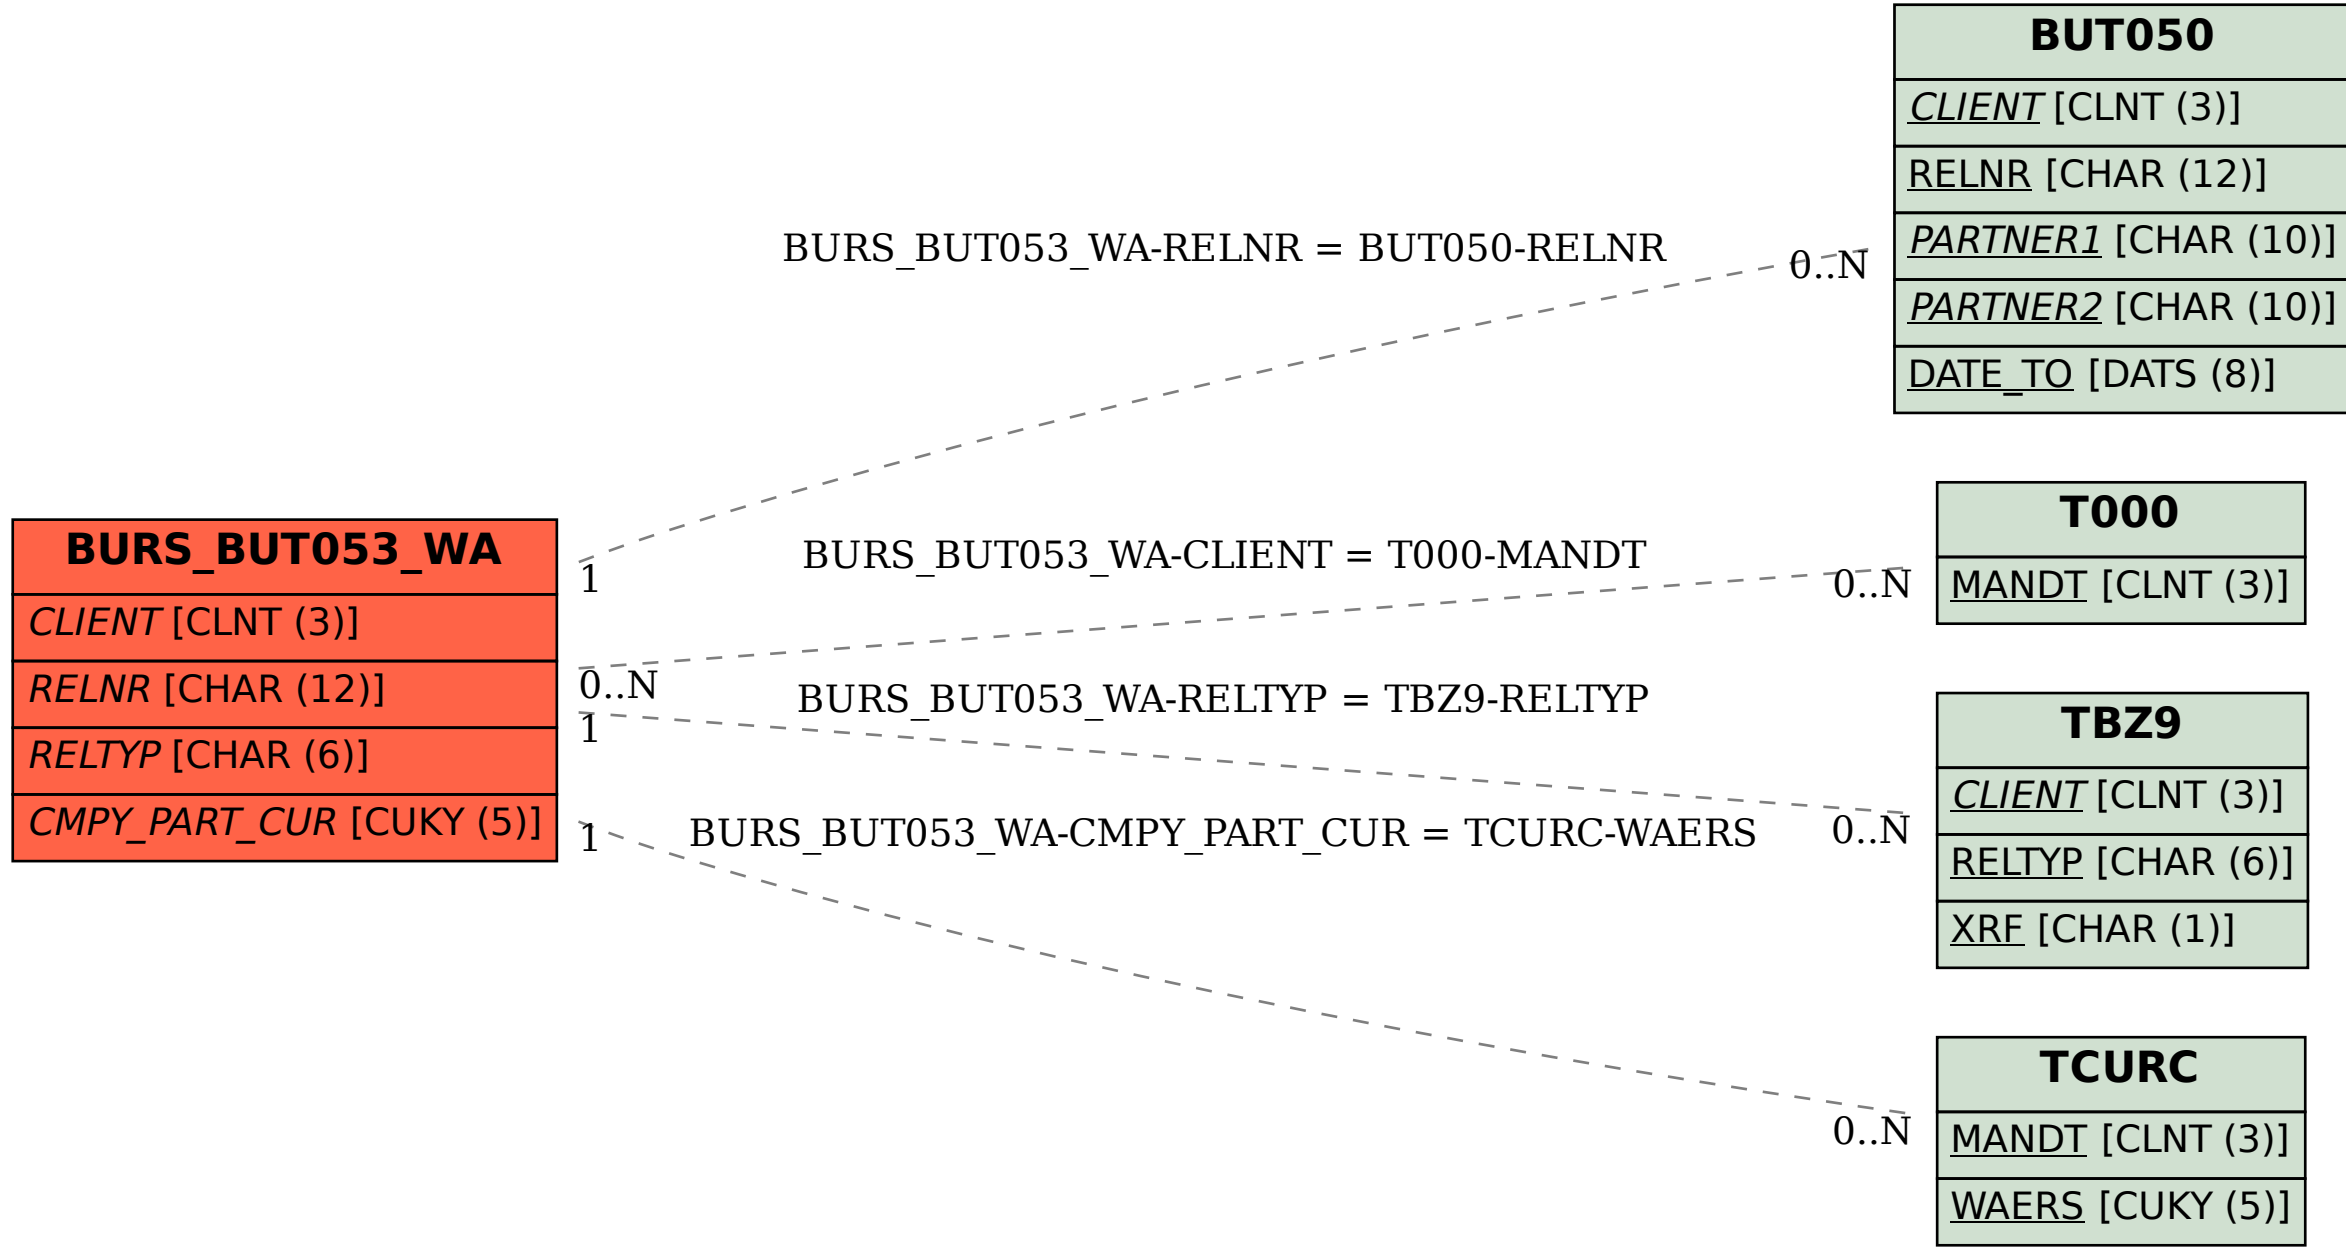 BUT050
CLIENT [CLNT (3)]
RELNR [CHAR (12)]
PARTNER1 [CHAR (10)]
PARTNER2 [CHAR (10)]
DATE_TO [DATS (8)]
BURS_BUT053_WA-RELNR = BUT050-RELNR
0..N
1
BURS_BUT053_WA
CLIENT [CLNT (3)]
RELNR [CHAR (12)]
RELTYP [CHAR (6)]
CMPY_PART_CUR [CUKY (5)]
BURS_BUT053_WA-CLIENT = T000-MANDT
0..N
0..N
T000
MANDT [CLNT (3)]
BURS_BUT053_WA-RELTYP = TBZ9-RELTYP
1
0..N
TBZ9
CLIENT [CLNT (3)]
RELTYP [CHAR (6)]
XRF [CHAR (1)]
BURS_BUT053_WA-CMPY_PART_CUR = TCURC-WAERS
1
0..N
TCURC
MANDT [CLNT (3)]
WAERS [CUKY (5)]